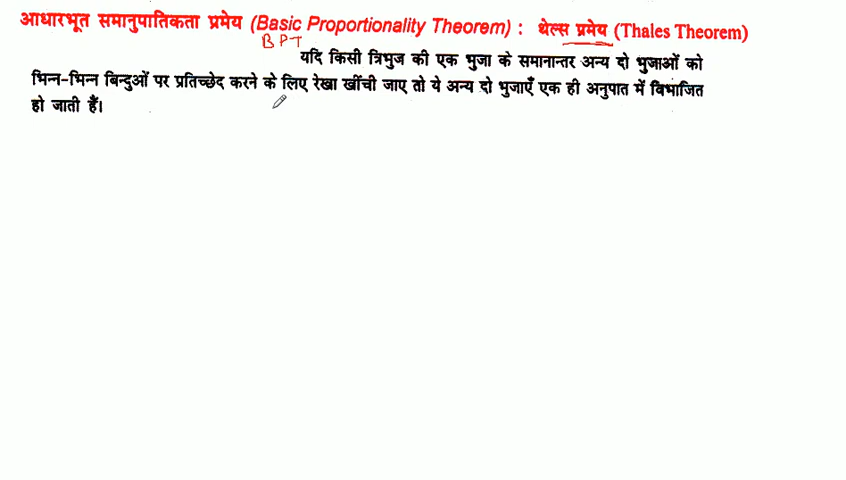 आधारभूत समानुपातिकता प्रमेय (Basic Proportionality Theorem) : थेल्स प्रमेय (Thales Theorem)
BPT
यदि किसी त्रिभुज की एक भुजा के समानान्तर अन्य दो भुजाओं को
भिन्न-भिन्न बिन्दुओं पर प्रतिच्छेद करने के लिए रेखा खींची जाए तो ये अन्य दो भुजाएँ एक ही अनुपात में विभाजित
हो जाती हैं।